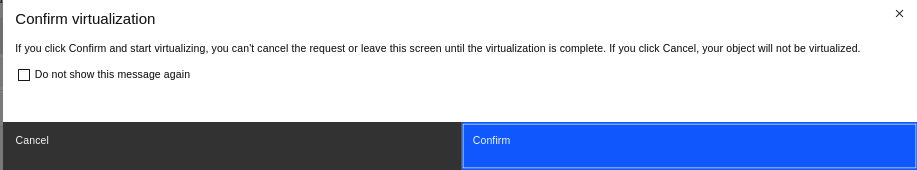 Confirm virtualization
If you click Confirm and start virtualizing, you can't cancel the request or leave this screen until the virtualization is complete. If you click Cancel, your object will not be virtualized.
Do not show this message again
Cancel
Confirm